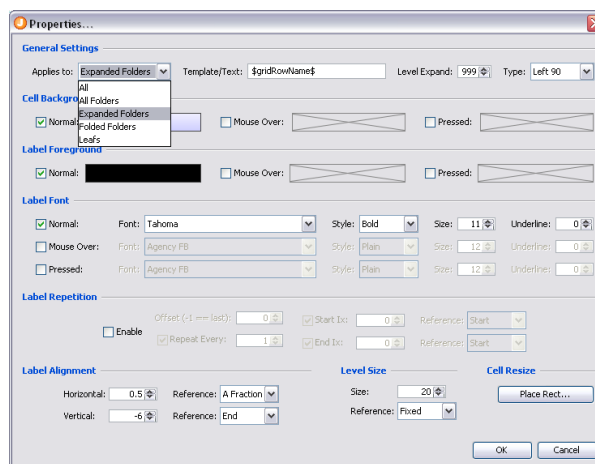 Properties...
General Settings
Applies to: Expanded Folders Template/Text: $gridRowName$ Level Expand: 999 Type: Left 90
All
All Folders
Expanded Folders
Folded Folders
Leafs
Cell Backgro
Normal: Mouse Over: Pressed:
Label Foreground
Normal: Mouse Over: Pressed:
Label Font
Normal: Font: Tahoma Style: Bold Size: 11 Underline: 0
Mouse Over: Font: Agency FB Style: Plain Size: 12 Underline: 0
Pressed: Font: Agency FB Style: Plain Size: 12 Underline: 0
Label Repetition
Enable
Offset (-1 == last): 0 Start Ix: 0 Reference: Start
Repeat Every: 1 End Ix: 0 Reference: Start
Label Alignment
Horizontal: 0.5 Reference: A Fraction
Vertical: -6 Reference: End
Level Size
Size: 20
Reference: Fixed
Cell Resize
Place Rect...
OK Cancel